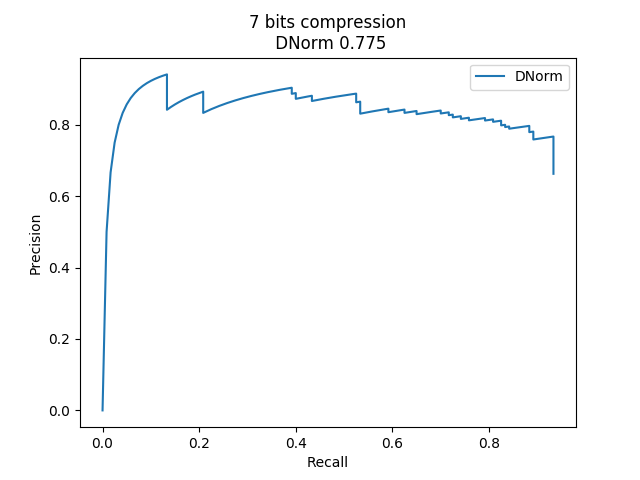 7 bits compression
DNorm 0.775
DNorm
Precision
0.8
0.6
0.4
0.2
0.0
0.0 0.2 0.4 0.6 0.8
Recall